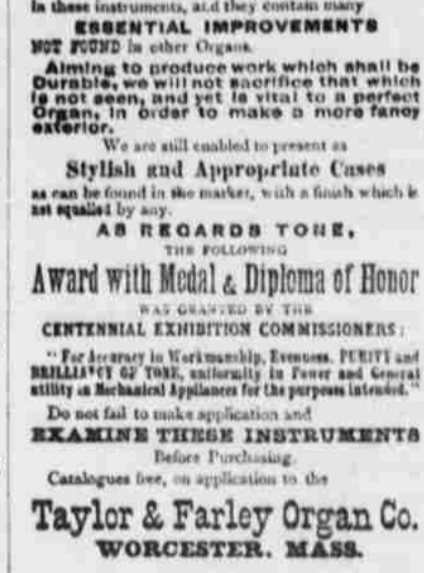 in these instruments, and they contain many
ESSENTIAL IMPROVEMENTS
NOT FOUND in other Organs.
Aiming to produce work which shall be
Durable, we will not sacrifice that which
is not seen, and yet is vital to a perfect
Organ, in order to make a more fancy
exterior.
We are still enabled to present as
Stylish and Appropriate Cases
as can be found in the market, with a finish which is
not equalled by any.
AS REGARDS TONE,
THE FOLLOWING
Award with Medal & Diploma of Honor
WAS GRANTED BY THE
CENTENNIAL EXHIBITION COMMISSIONERS:
"For Accuracy in Workmanship, Evenness, PURITY and
BRILLIANCY OF TONE, uniformity in Power and General
utility in Mechanical Appliances for the purposes intended."
Do not fail to make application and
EXAMINE THESE INSTRUMENTS
Before Purchasing.
Catalogues free, on application to the
Taylor & Farley Organ Co.
WORCESTER, MASS.